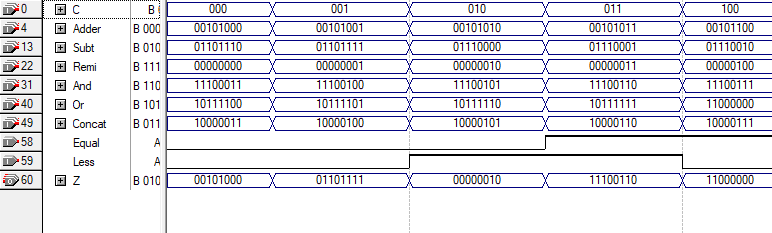 0 C B 000 001 010 011 100
4 Adder B 000 00101000 00101001 00101010 00101011 00101100
13 Subt B 010 01101110 01101111 01110000 01110001 01110010
22 Remi B 111 00000000 00000001 00000010 00000011 00000100
31 And B 110 11100011 11100100 11100101 11100110 11100111
40 Or B 101 10111100 10111101 10111110 10111111 11000000
49 Concat B 011 10000011 10000100 10000101 10000110 10000111
58 Equal A
59 Less A
60 Z B 010 00101000 01101111 00000010 11100110 11000000